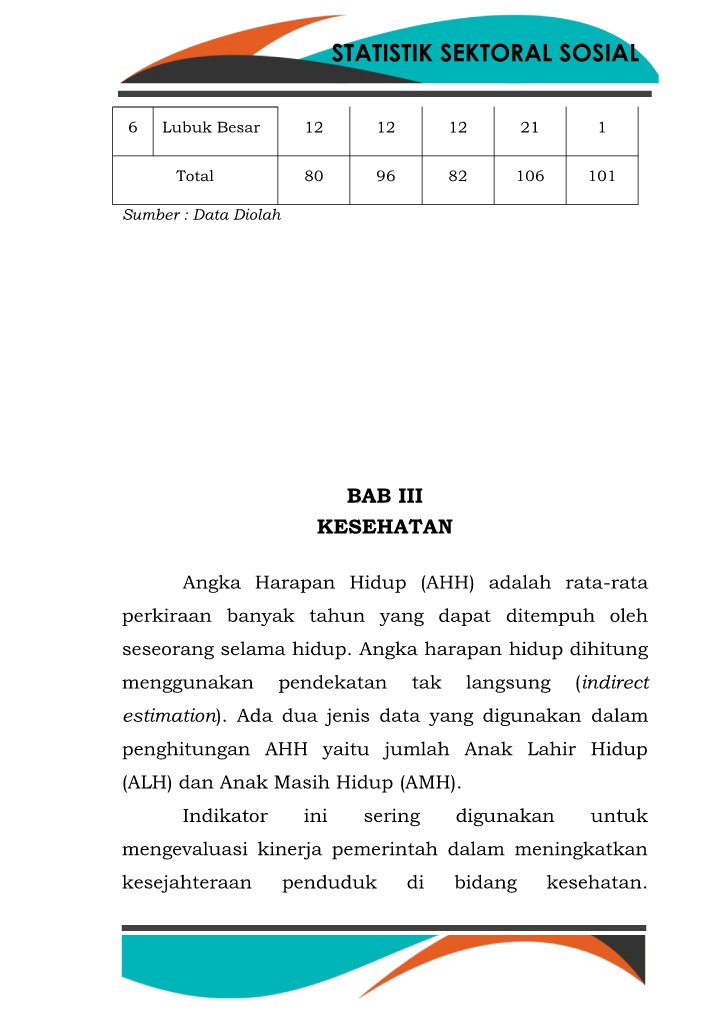 STATISTIK SEKTORAL SOSIAL
6 Lubuk Besar 12 12 12 21 1
Total 80 96 82 106 101
Sumber : Data Diolah
BAB III
KESEHATAN
Angka Harapan Hidup (AHH) adalah rata-rata
perkiraan banyak tahun yang dapat ditempuh oleh
seseorang selama hidup. Angka harapan hidup dihitung
menggunakan pendekatan tak langsung (indirect
estimation). Ada dua jenis data yang digunakan dalam
penghitungan AHH yaitu jumlah Anak Lahir Hidup
(ALH) dan Anak Masih Hidup (AMH).
Indikator ini sering digunakan untuk
mengevaluasi kinerja pemerintah dalam meningkatkan
kesejahteraan penduduk di bidang kesehatan.